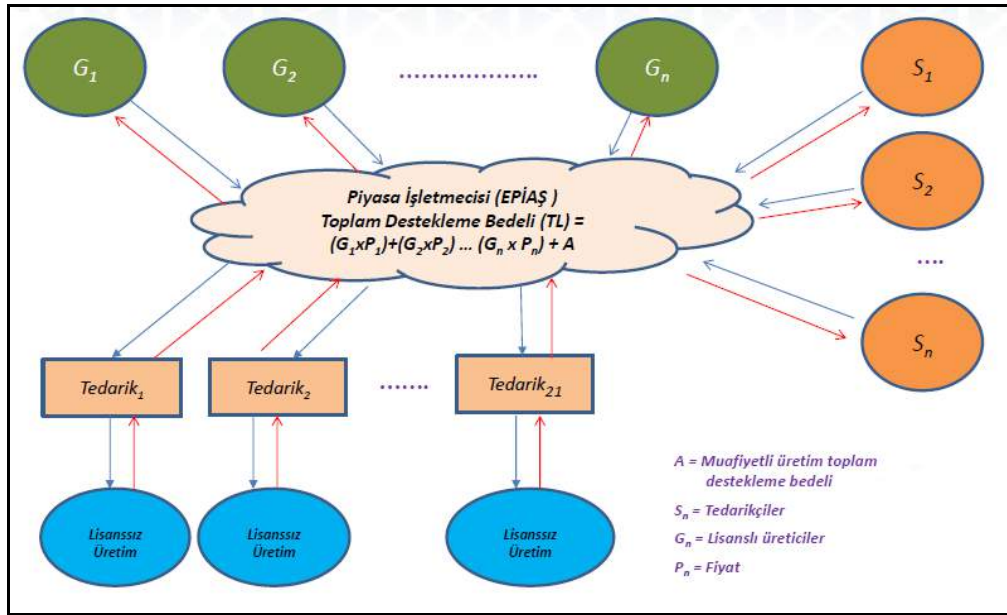 G1
G2
...................
Gn
S1
S2
....
Sn
Piyasa İşletmecisi (EPİAŞ )
Toplam Destekleme Bedeli (TL) =
(G1xP1)+(G2xP2) ... (Gn x Pn) + A
Tedarik1
Tedarik2
.......
Tedarik21
Lisanssız
Üretim
Lisanssız
Üretim
Lisanssız
Üretim
A = Muafiyetli üretim toplam
destekleme bedeli
Sn = Tedarikçiler
Gn = Lisanslı üreticiler
Pn = Fiyat